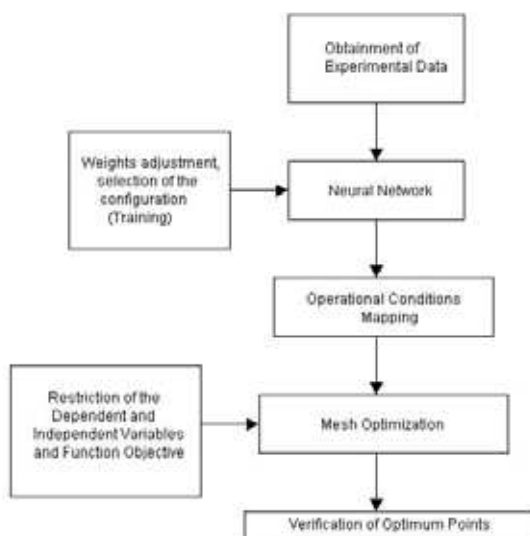 Obtainment of
Experimental Data
Weights adjustment,
selection of the
configuration
(Training)
Neural Network
Operational Conditions
Mapping
Restriction of the
Dependent and
Independent Variables
and Function Objective
Mesh Optimization
Verification of Optimum Points